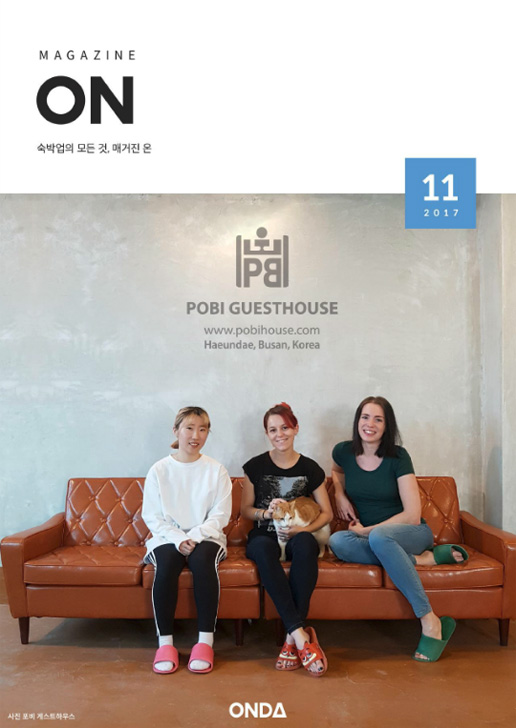 MAGAZINE
ON
숙박업의 모든 것, 매거진 온
11
2017
PB
POBI GUESTHOUSE
www.pobihouse.com
Haeundae, Busan, Korea
사진 포비 게스트하우스
ONDA